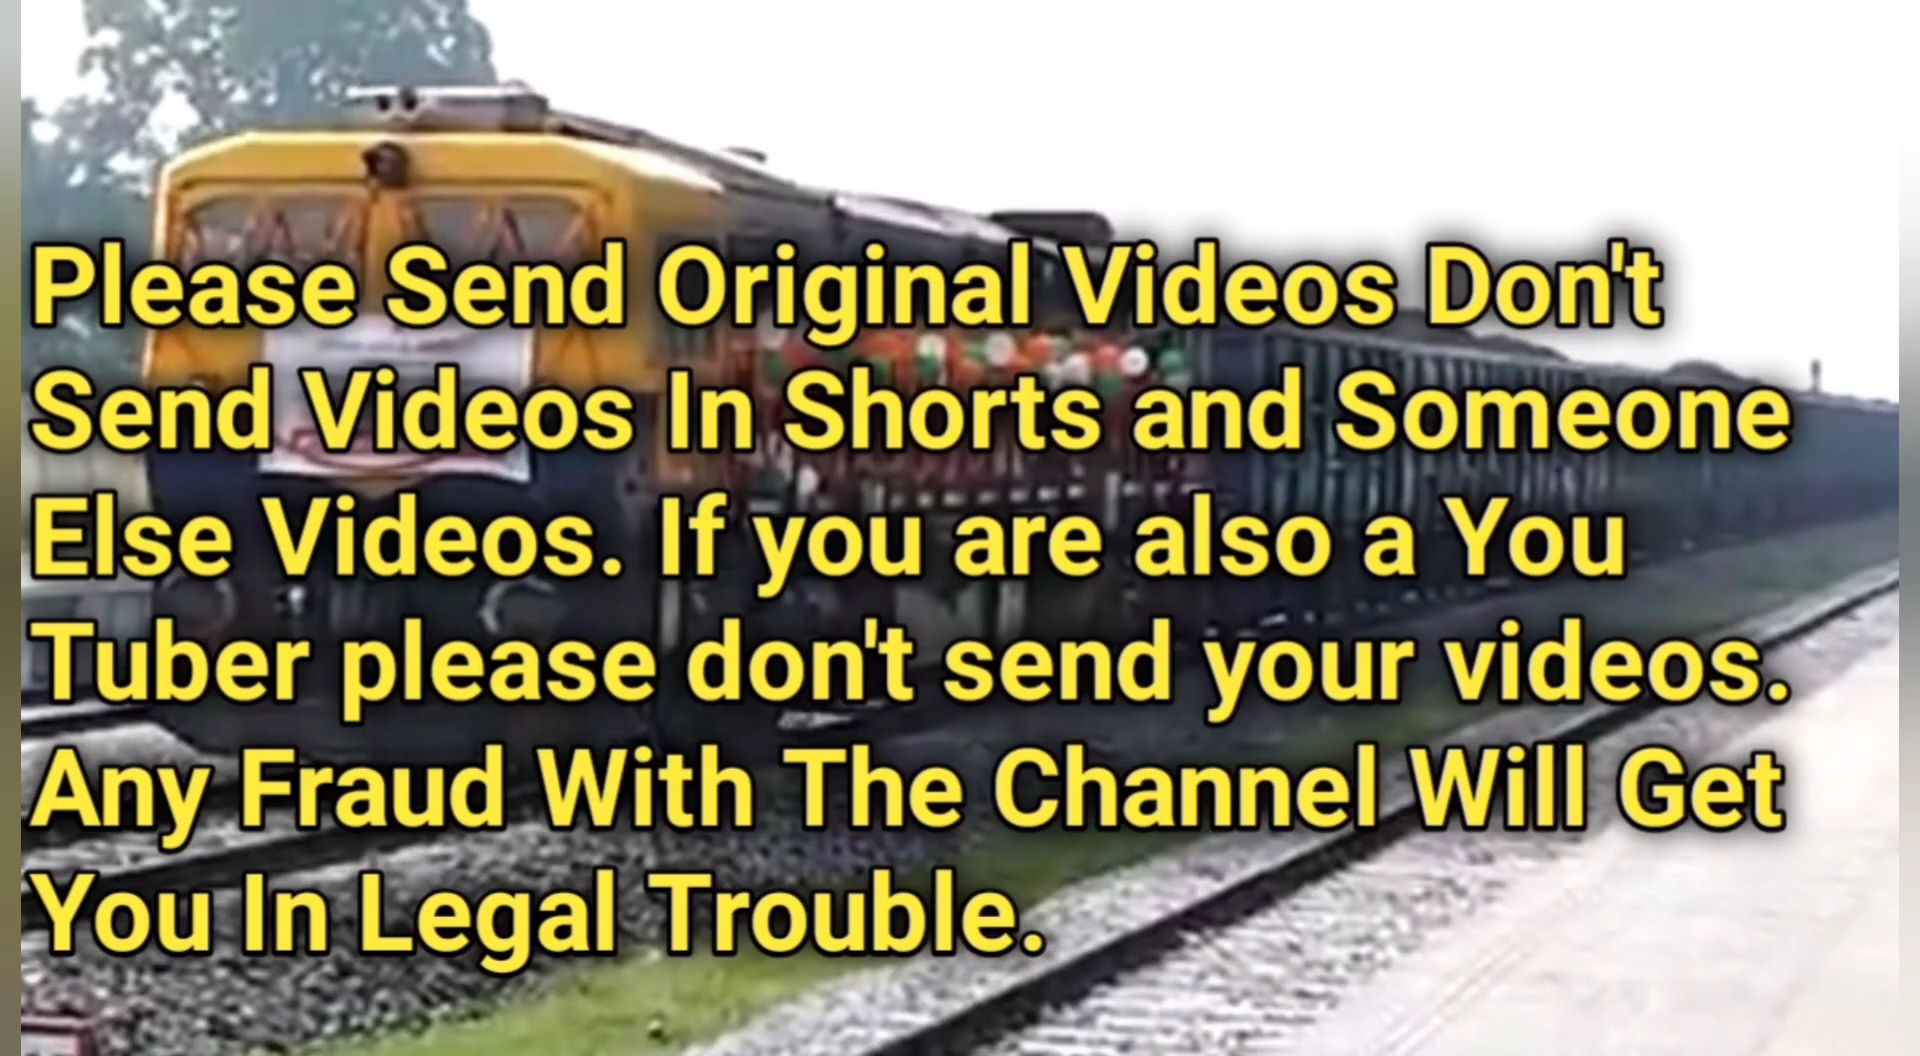 Please Send Original Videos Don't
Send Videos In Shorts and Someone
Else Videos. If you are also a You
Tuber please don't send your videos.
Any Fraud With The Channel Will Get
You In Legal Trouble.